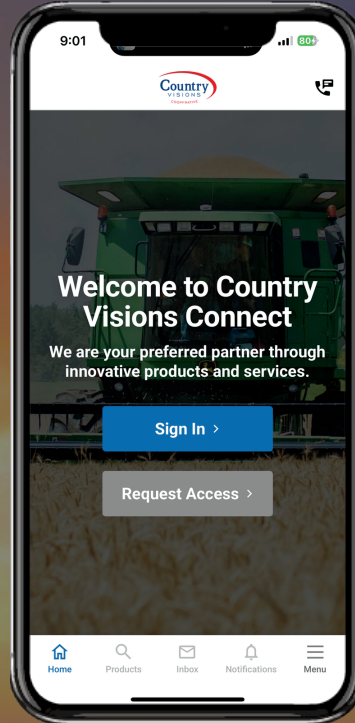 9:01
80
Country
VISIONS
COOPERATIVE
Welcome to Country
Visions Connect
We are your preferred partner through
innovative products and services.
Sign In
Request Access
Home
Products
Inbox
Notifications
Menu